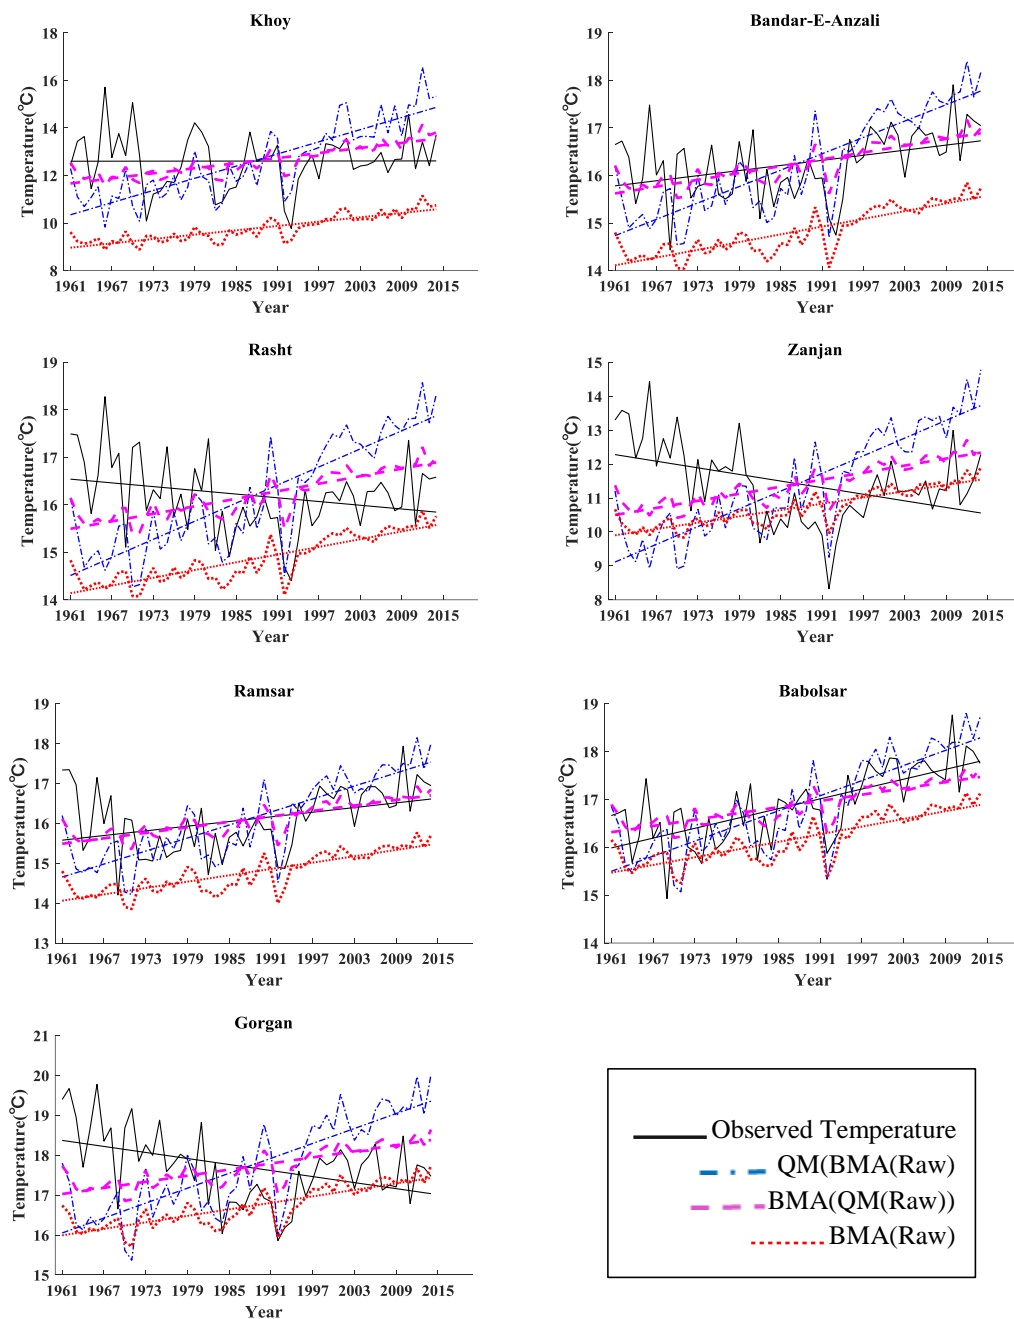 Khoy
18
16
14
12
10
8
Temperature(℃)
1961 1967 1973 1979 1985 1991 1997 2003 2009 2015
Year
Bandar-E-Anzali
19
18
17
16
15
14
Temperature(℃)
1961 1967 1973 1979 1985 1991 1997 2003 2009 2015
Year
Rasht
19
18
17
16
15
14
Temperature(℃)
1961 1967 1973 1979 1985 1991 1997 2003 2009 2015
Year
Zanjan
15
14
13
12
11
10
9
8
Temperature(℃)
1961 1967 1973 1979 1985 1991 1997 2003 2009 2015
Year
Ramsar
19
18
17
16
15
14
13
Temperature(℃)
1961 1967 1973 1979 1985 1991 1997 2003 2009 2015
Year
Babolsar
19
18
17
16
15
14
Temperature(℃)
1961 1967 1973 1979 1985 1991 1997 2003 2009 2015
Year
Gorgan
21
20
19
18
17
16
15
Temperature(℃)
1961 1967 1973 1979 1985 1991 1997 2003 2009 2015
Year
Observed Temperature
QM(BMA(Raw)
BMA(QM(Raw))
BMA(Raw)